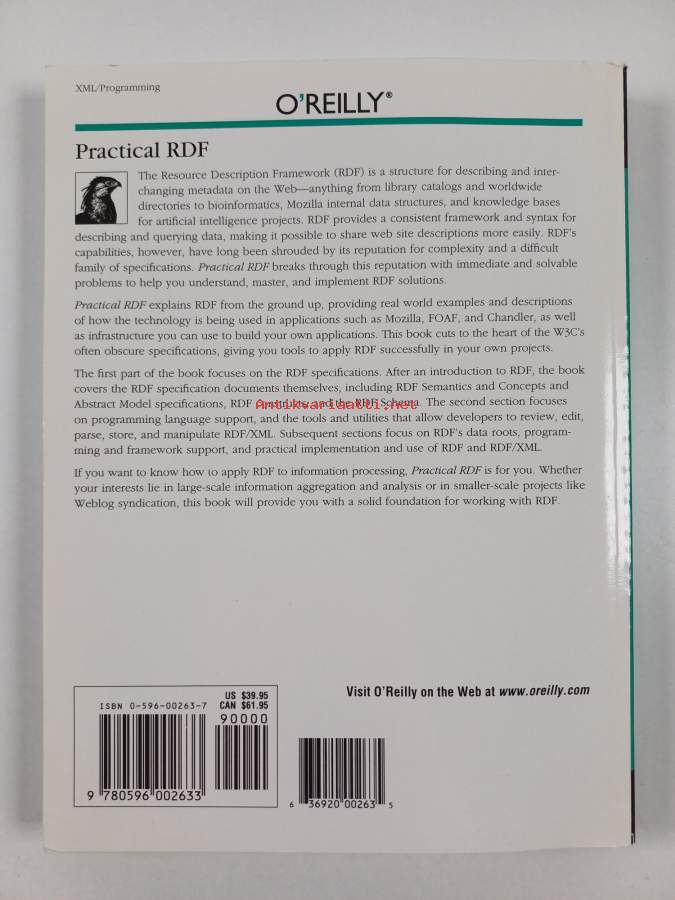 XML/Programming
O'REILLY®
Practical RDF
The Resource Description Framework (RDF) is a structure for describing and inter-
changing metadata on the Web—anything from library catalogs and worldwide
directories to bioinformatics, Mozilla internal data structures, and knowledge bases
for artificial intelligence projects. RDF provides a consistent framework and syntax for
describing and querying data, making it possible to share web site descriptions more easily. RDF's
capabilities, however, have long been shrouded by its reputation for complexity and a difficult
family of specifications. Practical RDF breaks through this reputation with immediate and solvable
problems to help you understand, master, and implement RDF solutions.
Practical RDF explains RDF from the ground up, providing real world examples and descriptions
of how the technology is being used in applications such as Mozilla, FOAF, and Chandler, as well
as infrastructure you can use to build your own applications. This book cuts to the heart of the W3C's
often obscure specifications, giving you tools to apply RDF successfully in your own projects.
The first part of the book focuses on the RDF specifications. After an introduction to RDF, the book
covers the RDF specification documents themselves, including RDF Semantics and Concepts and
Abstract Model specifications, RDF Constructs, and the RDF Schema. The second section focuses
Antikvariaatti.net
on programming language support, and the tools and utilities that allow developers to review, edit,
parse, store, and manipulate RDF/XML. Subsequent sections focus on RDF's data roots, program-
ming and framework support, and practical implementation and use of RDF and RDF/XML.
If you want to know how to apply RDF to information processing, Practical RDF is for you. Whether
your interests lie in large-scale information aggregation and analysis or in smaller-scale projects like
Weblog syndication, this book will provide you with a solid foundation for working with RDF.
US $39.95
CAN $61.95
ISBN 0-596-00263-7
90000
9 780596 002633
6 36920 00263 5
Visit O'Reilly on the Web at www.oreilly.com